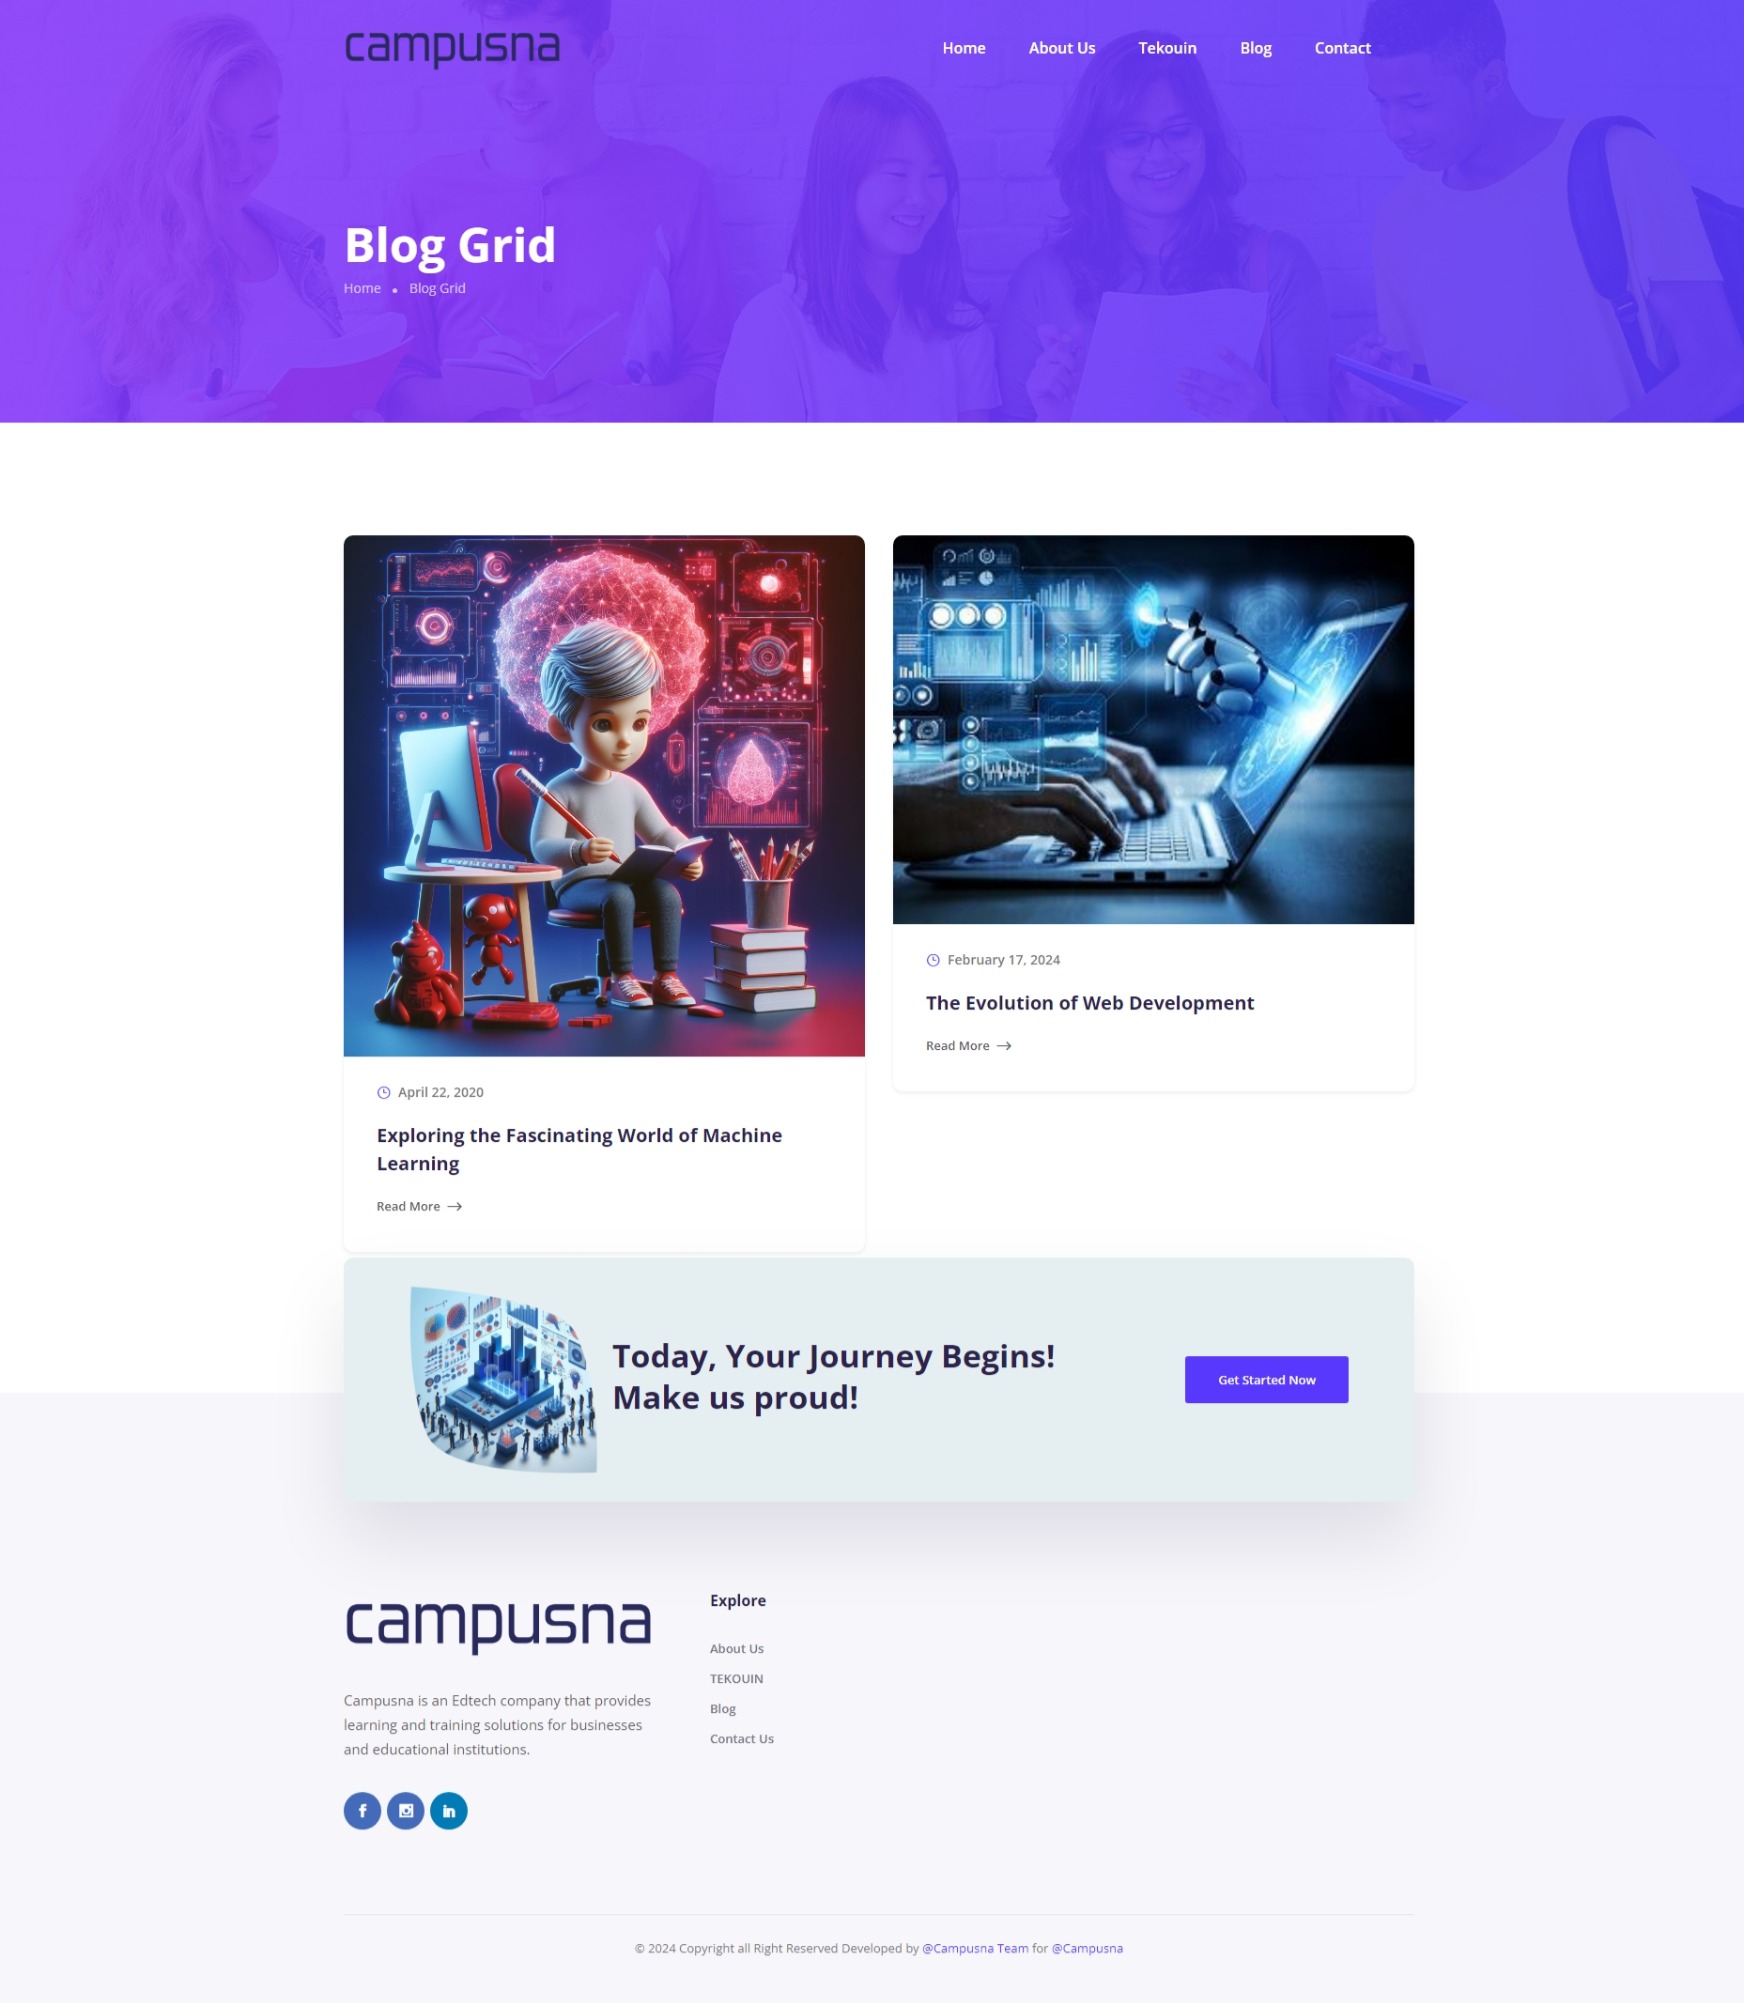 campusna
Home About Us Tekouin Blog Contact
Blog Grid
Home • Blog Grid
April 22, 2020
Exploring the Fascinating World of Machine
Learning
Read More →
February 17, 2024
The Evolution of Web Development
Read More →
Today, Your Journey Begins!
Make us proud!
Get Started Now
campusna
Campusna is an Edtech company that provides
learning and training solutions for businesses
and educational institutions.
Explore
About Us
TEKOUIN
Blog
Contact Us
© 2024 Copyright all Right Reserved Developed by @Campusna Team for @Campusna